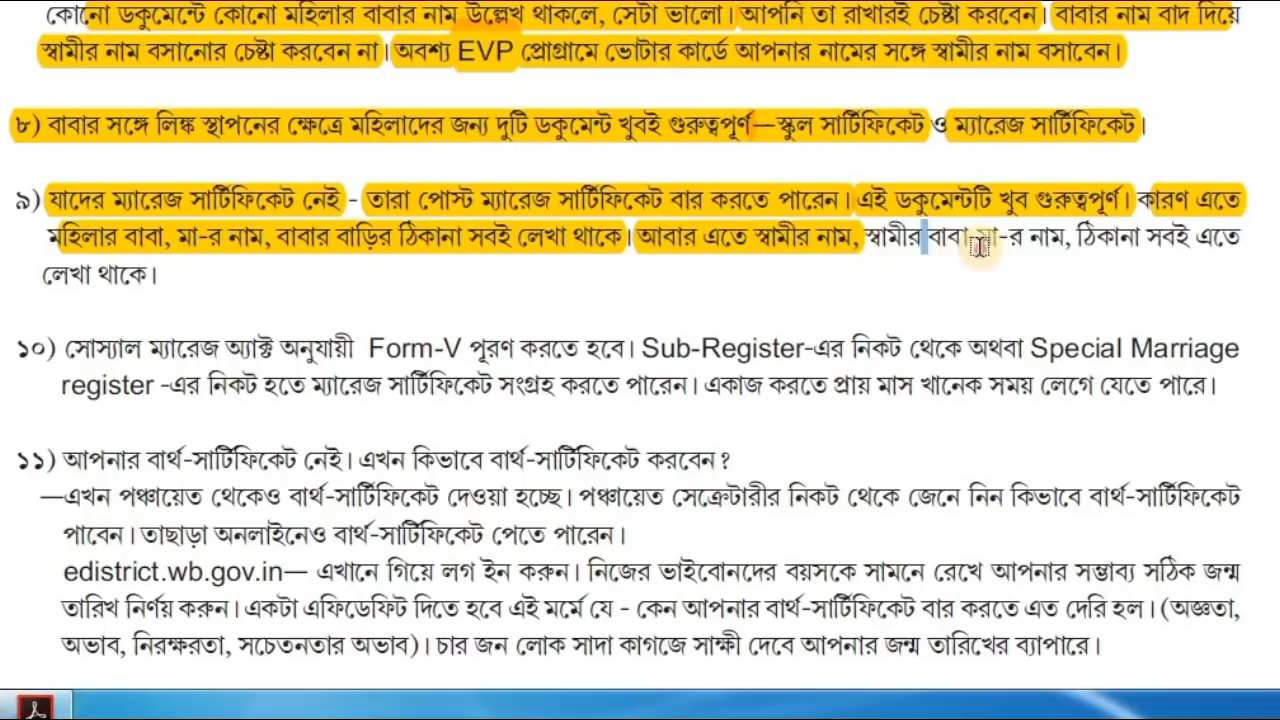 কোনো ডকুমেন্টে কোনো মহিলার বাবার নাম উল্লেখ থাকলে, সেটা ভালো। আপনি তা রাখারই চেষ্টা করবেন। বাবার নাম বাদ দিয়ে
স্বামীর নাম বসানোর চেষ্টা করবেন না। অবশ্য EVP প্রোগ্রামে ভোটার কার্ডে আপনার নামের সঙ্গে স্বামীর নাম বসাবেন।
৮) বাবার সঙ্গে লিঙ্ক স্থাপনের ক্ষেত্রে মহিলাদের জন্য দুটি ডকুমেন্ট খুবই গুরুত্বপূর্ণ—স্কুল সার্টিফিকেট ও ম্যারেজ সার্টিফিকেট।
৯) যাদের ম্যারেজ সার্টিফিকেট নেই - তারা পোস্ট ম্যারেজ সার্টিফিকেট বার করতে পারেন। এই ডকুমেন্টটি খুব গুরুত্বপূর্ণ। কারণ এতে
মহিলার বাবা, মা-র নাম, বাবার বাড়ির ঠিকানা সবই লেখা থাকে। আবার এতে স্বামীর নাম, স্বামীর বাবা, মা-র নাম, ঠিকানা সবই এতে
লেখা থাকে।
১০) সোস্যাল ম্যারেজ অ্যাক্ট অনুযায়ী Form-V পূরণ করতে হবে। Sub-Register-এর নিকট থেকে অথবা Special Marriage
register -এর নিকট হতে ম্যারেজ সার্টিফিকেট সংগ্রহ করতে পারেন। একাজ করতে প্রায় মাস খানেক সময় লেগে যেতে পারে।
১১) আপনার বার্থ-সার্টিফিকেট নেই। এখন কিভাবে বার্থ-সার্টিফিকেট করবেন?
—এখন পঞ্চায়েত থেকেও বার্থ-সার্টিফিকেট দেওয়া হচ্ছে। পঞ্চায়েত সেক্রেটারীর নিকট থেকে জেনে নিন কিভাবে বার্থ-সার্টিফিকেট
পাবেন। তাছাড়া অনলাইনেও বার্থ-সার্টিফিকেট পেতে পারেন।
edistrict.wb.gov.in— এখানে গিয়ে লগ ইন করুন। নিজের ভাইবোনদের বয়সকে সামনে রেখে আপনার সম্ভাব্য সঠিক জন্ম
তারিখ নির্ণয় করুন। একটা এফিডেফিট দিতে হবে এই মর্মে যে - কেন আপনার বার্থ-সার্টিফিকেট বার করতে এত দেরি হল। (অজ্ঞতা,
অভাব, নিরক্ষরতা, সচেতনতার অভাব)। চার জন লোক সাদা কাগজে সাক্ষী দেবে আপনার জন্ম তারিখের ব্যাপারে।